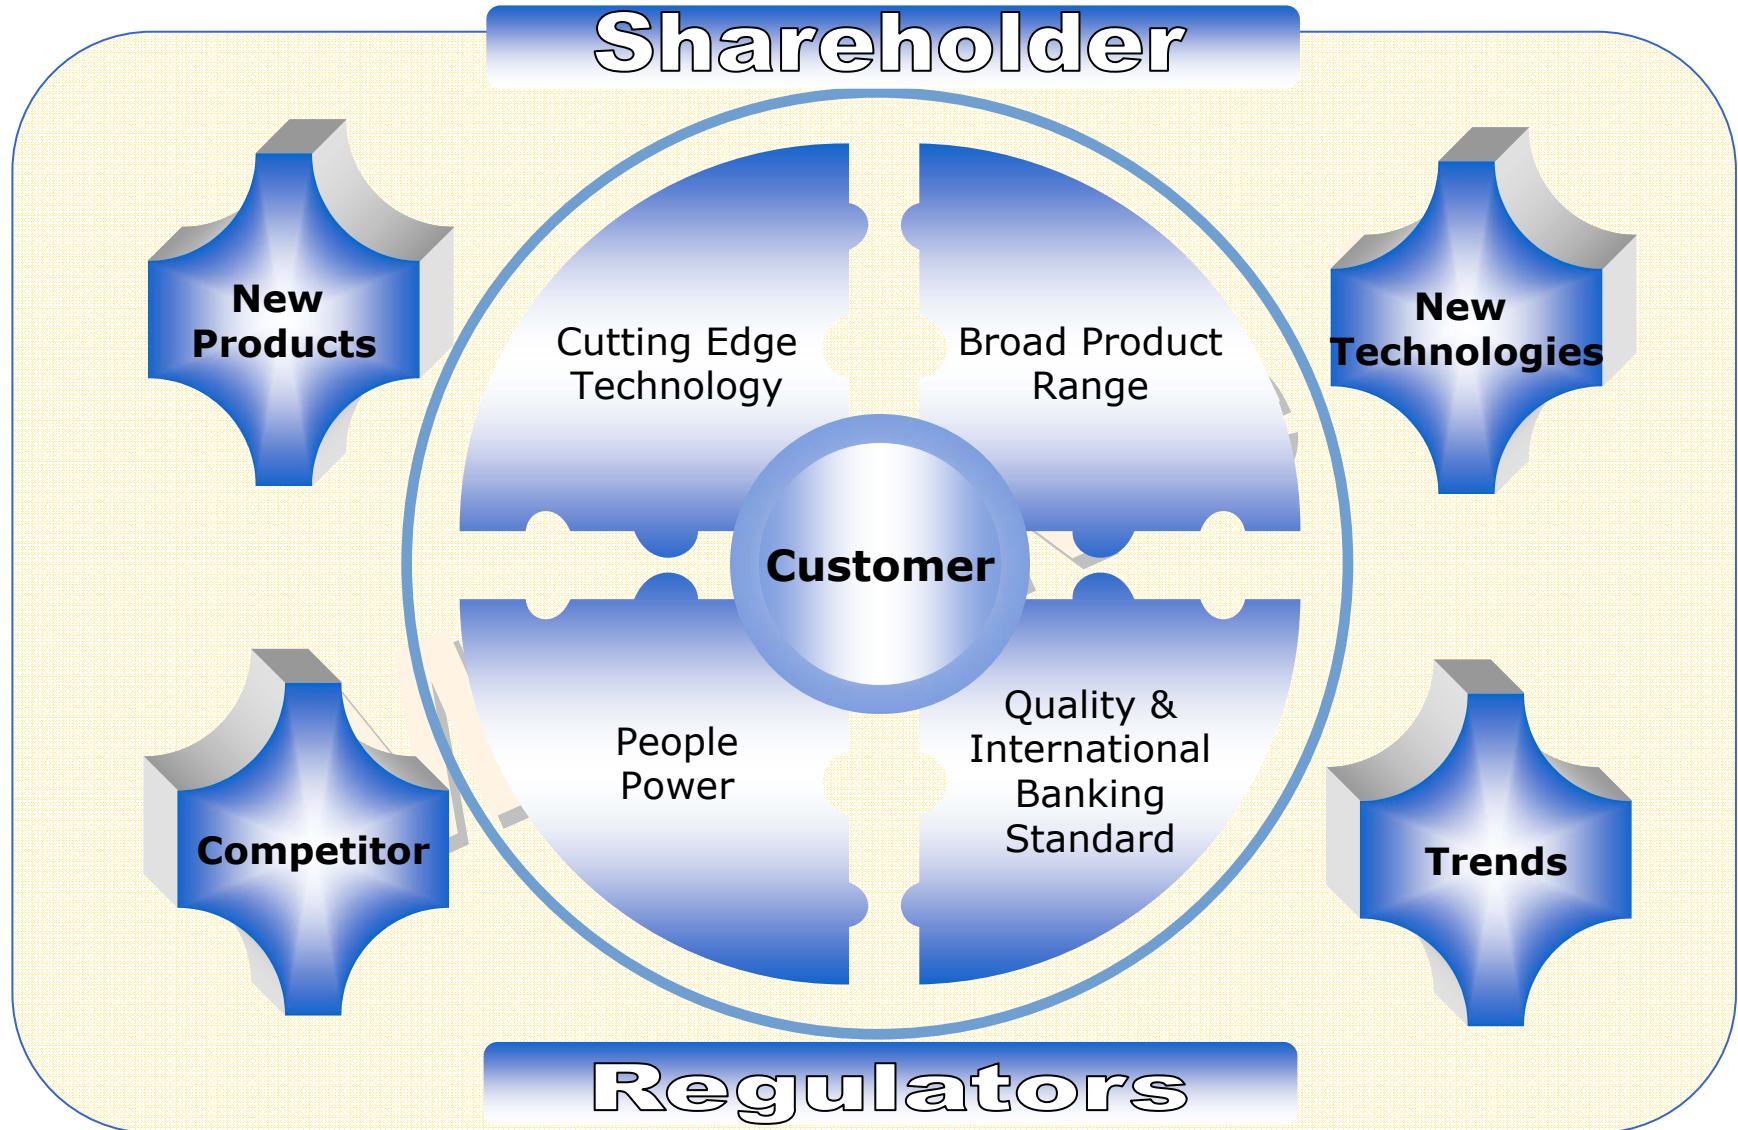 Shareholder
New
Products
Cutting Edge
Technology
Broad Product
Range
New
Technologies
Customer
People
Power
Quality &
International
Banking
Standard
Competitor
Trends
Regulators